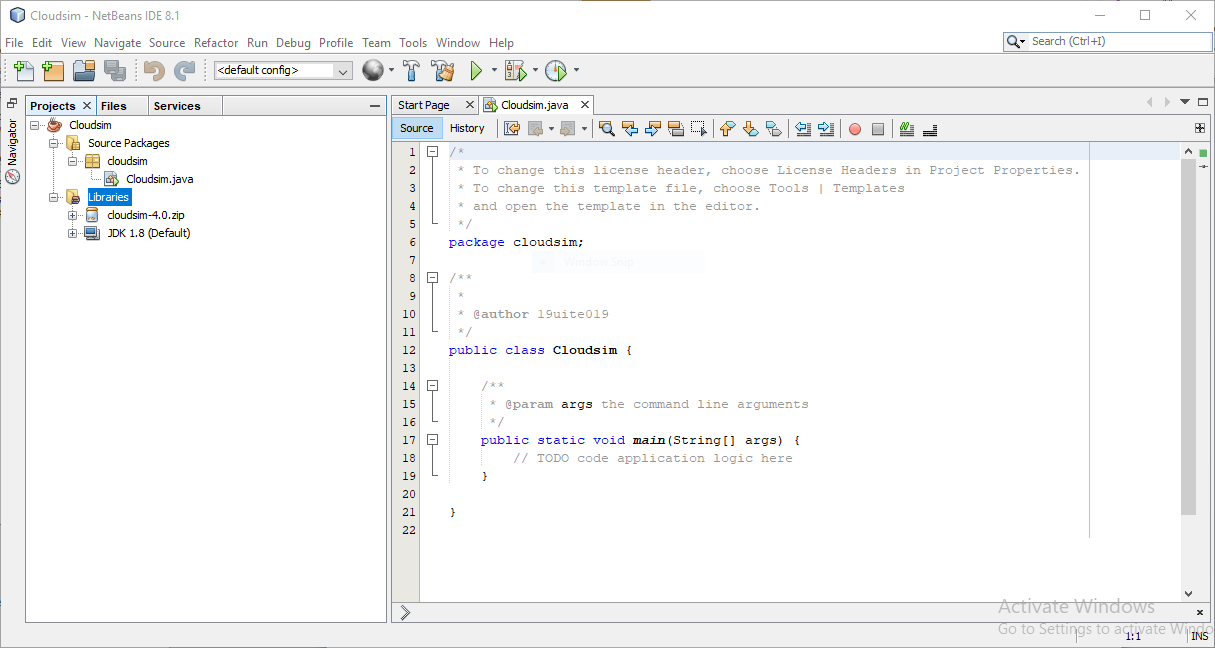 Cloudsim - NetBeans IDE 8.1
File Edit View Navigate Source Refactor Run Debug Profile Team Tools Window Help
Search (Ctrl+I)
<default config>
Projects Files Services
Navigator
Cloudsim
Source Packages
cloudsim
Cloudsim.java
Libraries
cloudsim-4.0.zip
JDK 1.8 (Default)
Start Page Cloudsim.java
Source History
1 /*
2 * To change this license header, choose License Headers in Project Properties.
3 * To change this template file, choose Tools | Templates
4 * and open the template in the editor.
5 */
6 package cloudsim;
7
Window Snip
8 /**
9 *
10 * @author 19uite019
11 */
12 public class Cloudsim {
13
14 /**
15 * @param args the command line arguments
16 */
17 public static void main(String[] args) {
18 // TODO code application logic here
19 }
20
21 }
22
Activate Windows
Go to Settings to activate Windo
1:1 INS